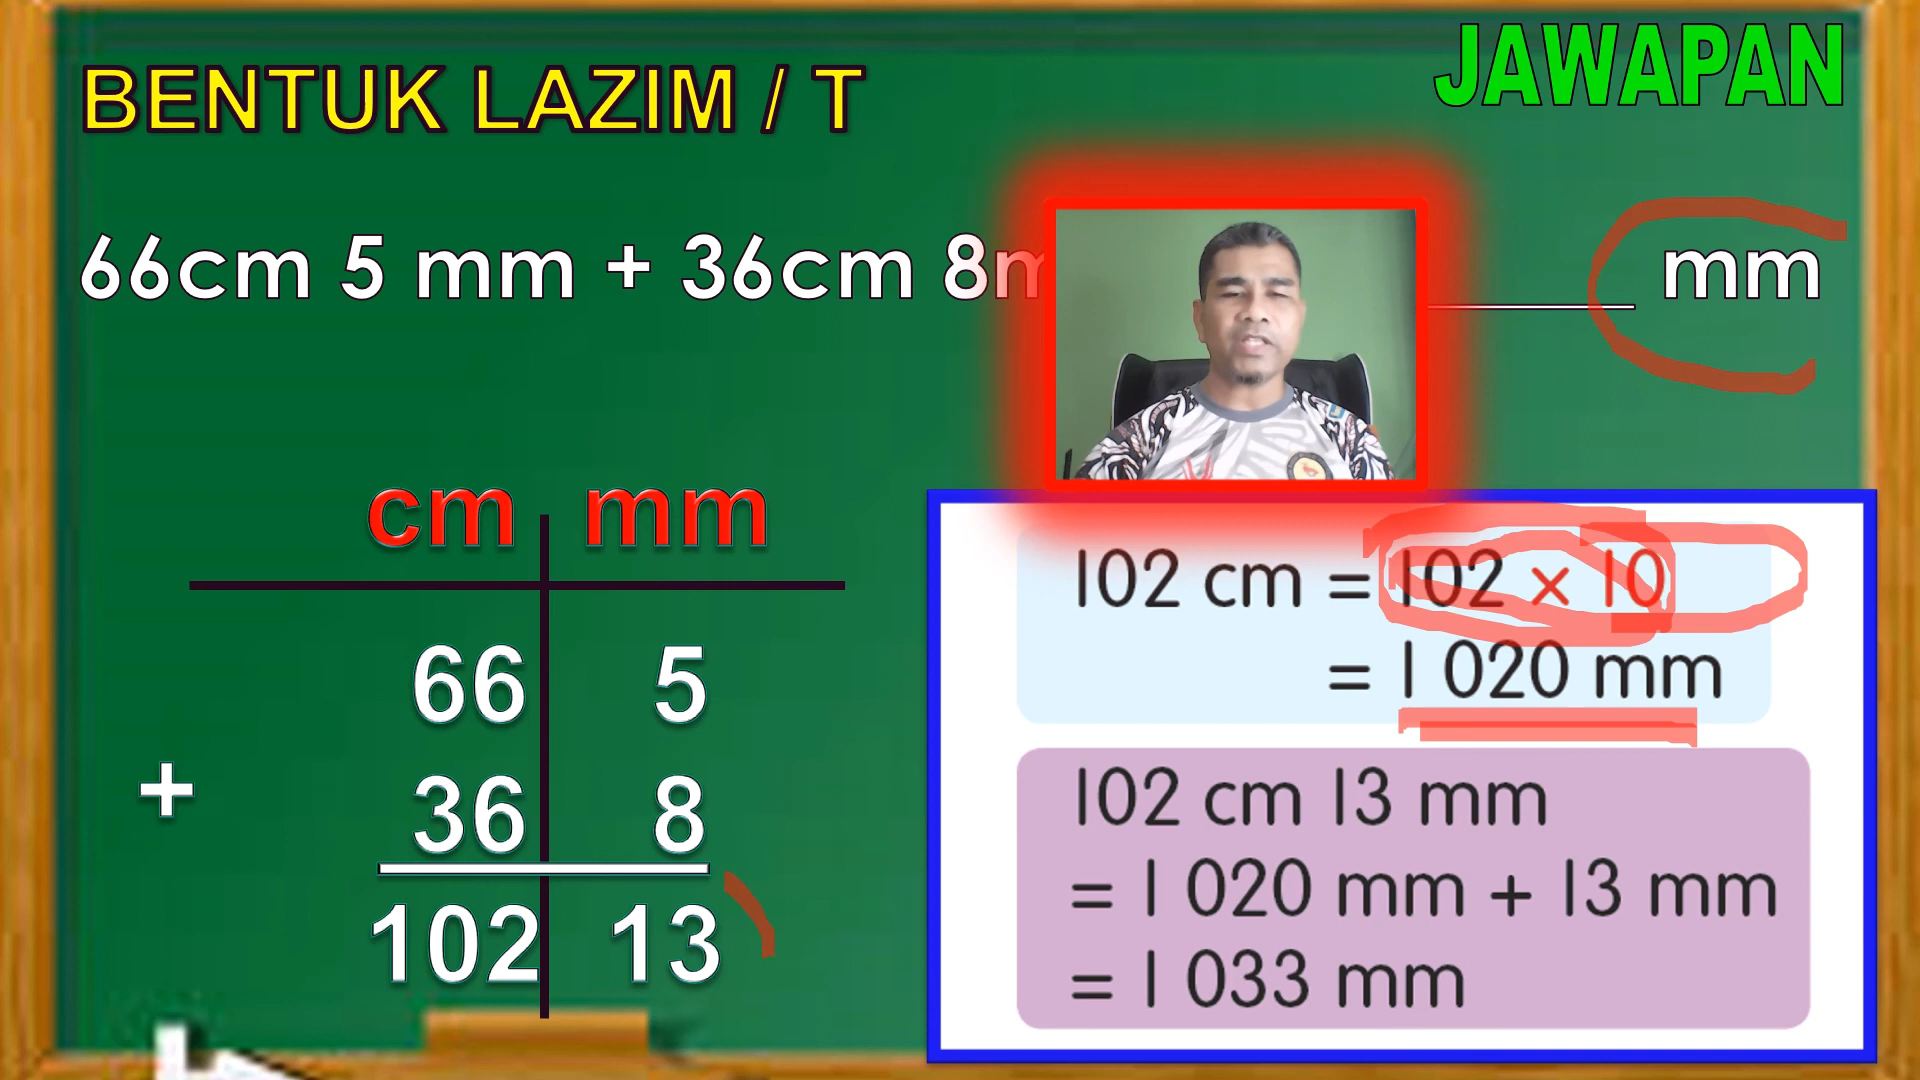 BENTUK LAZIM / T
JAWAPAN
66cm 5 mm + 36cm 8m
mm
cm mm
66 5
+ 36 8
102 13
102 cm = 102 × 10
= 1 020 mm
102 cm 13 mm
= 1 020 mm + 13 mm
= 1 033 mm